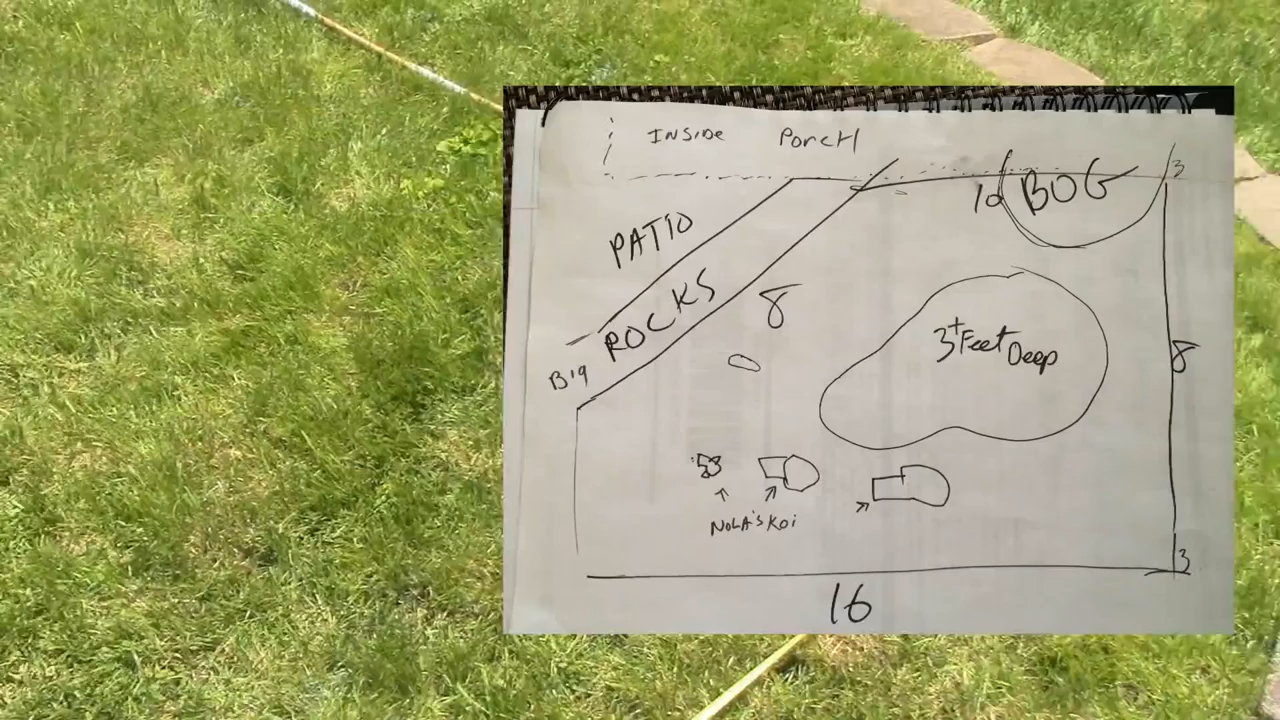 INSIDE PORCH
3
10 BOG
PATIO
ROCKS
8
Big
3+ Feet Deep
8
NOLA'S KOI
3
16